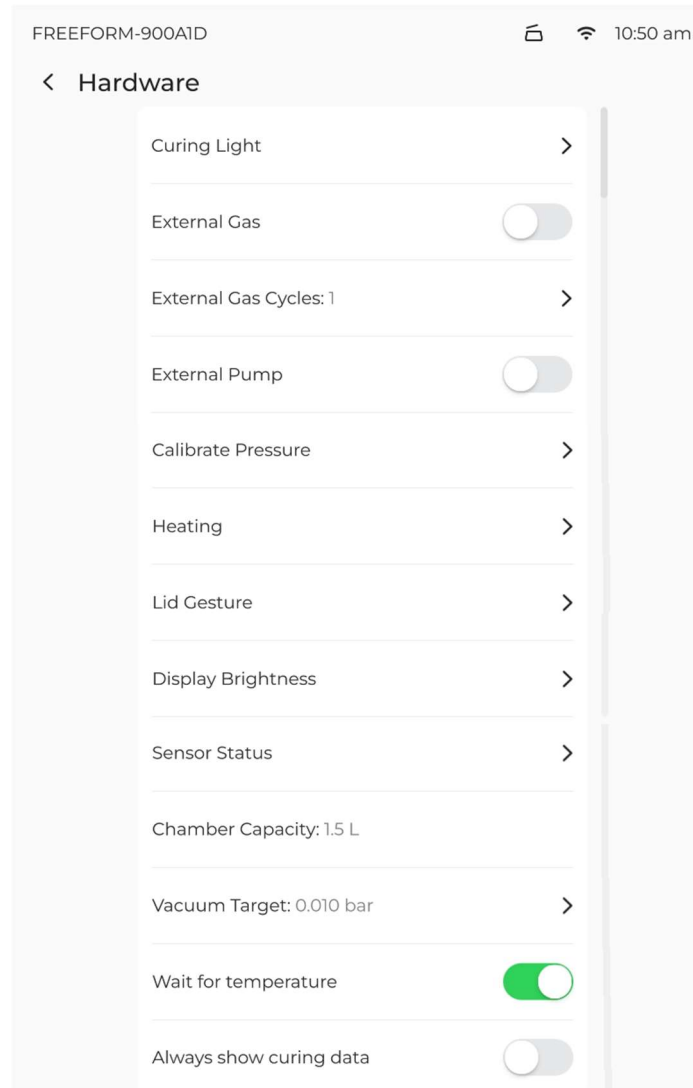 FREEFORM-900A1D 10:50 am
Hardware
Curing Light
External Gas
External Gas Cycles: 1
External Pump
Calibrate Pressure
Heating
Lid Gesture
Display Brightness
Sensor Status
Chamber Capacity: 1.5 L
Vacuum Target: 0.010 bar
Wait for temperature
Always show curing data